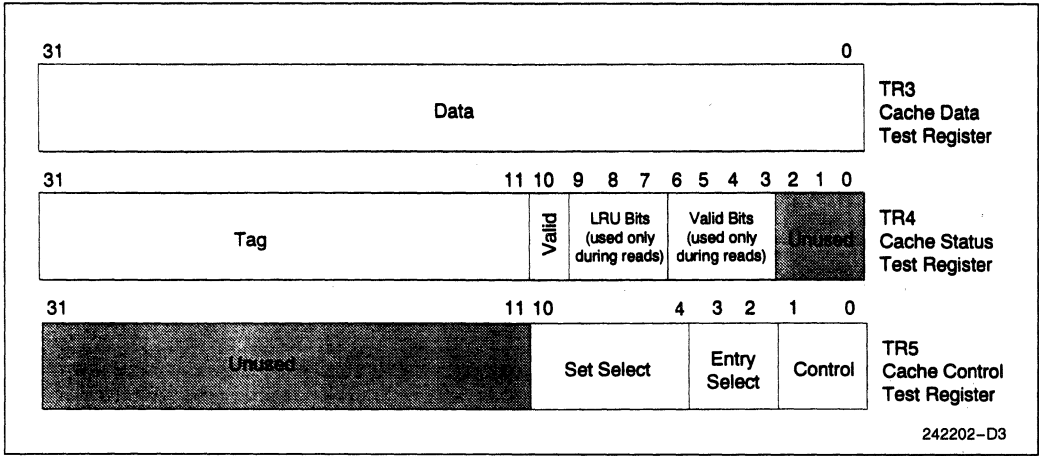 31 0
Data
TR3
Cache Data
Test Register
31 11 10 9 8 7 6 5 4 3 2 1 0
Tag
Valid
LRU Bits
(used only
during reads)
Valid Bits
(used only
during reads)
Unused
TR4
Cache Status
Test Register
31 11 10 4 3 2 1 0
Unused
Set Select
Entry
Select
Control
TR5
Cache Control
Test Register
242202-D3